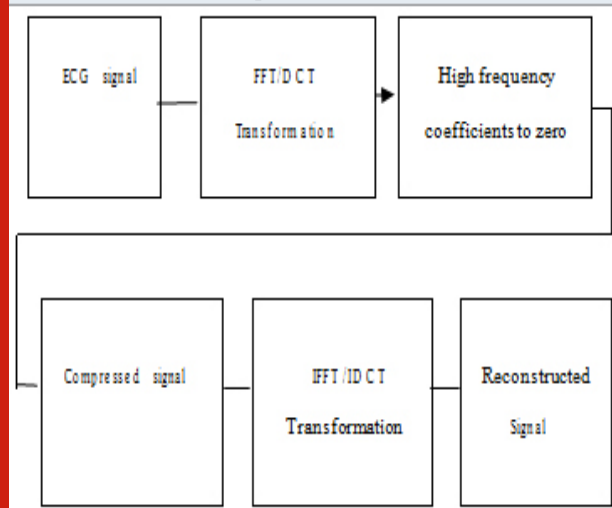 ECG signal
FFT/DCT
Transformation
High frequency
coefficients to zero
Compressed signal
IFFT/IDCT
Transformation
Reconstructed
Signal